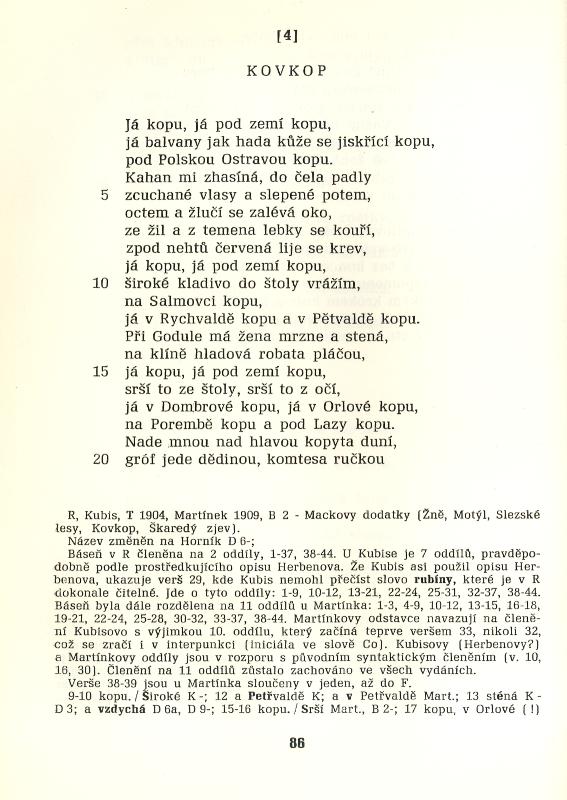 [4]
KOVKOP
Já kopu, já pod zemí kopu,
já balvany jak hada kůže se jiskřící kopu,
pod Polskou Ostravou kopu.
Kahan mi zhasíná, do čela padly
5 zcuchané vlasy a slepené potem,
octem a žlučí se zalévá oko,
ze žil a z temena lebky se kouří,
zpod nehtů červená lije se krev,
já kopu, já pod zemí kopu,
10 široké kladivo do štoly vrážím,
na Salmovci kopu,
já v Rychvaldě kopu a v Pětvaldě kopu.
Při Godule má žena mrzne a stená,
na klíně hladová robata pláčou,
15 já kopu, já pod zemí kopu,
srší to ze štoly, srší to z očí,
já v Dombrové kopu, já v Orlové kopu,
na Porembě kopu a pod Lazy kopu.
Nade mnou nad hlavou kopyta duní,
20 gróf jede dědinou, komtesa ručkou
R, Kubis, T 1904, Martínek 1909, B 2 - Mackovy dodatky (Žně, Motýl, Slezské
lesy, Kovkop, Škaredý zjev).
Název změněn na Horník D 6-;
Báseň v R členěna na 2 oddíly, 1-37, 38-44. U Kubise je 7 oddílů, pravděpo-
dobně podle prostředkujícího opisu Herbenova. Že Kubis asi použil opisu Her-
benova, ukazuje verš 29, kde Kubis nemohl přečíst slovo rubíny, které je v R
dokonale čitelné. Jde o tyto oddíly: 1-9, 10-12, 13-21, 22-24, 25-31, 32-37, 38-44.
Báseň byla dále rozdělena na 11 oddílů u Martínka: 1-3, 4-9, 10-12, 13-15, 16-18,
19-21, 22-24, 25-28, 30-32, 33-37, 38-44. Martínkovy odstavce navazují na členě-
ní Kubisovo s výjimkou 10. oddílu, který začíná teprve veršem 33, nikoli 32,
což se zračí i v interpunkci (iniciála ve slově Co). Kubisovy (Herbenovy?)
a Martínkovy oddíly jsou v rozporu s původním syntaktickým členěním (v. 10,
16, 30). Členění na 11 oddílů zůstalo zachováno ve všech vydáních.
Verše 38-39 jsou u Martínka sloučeny v jeden, až do F.
9-10 kopu. / Široké K -; 12 a Petřvaldě K; a v Petřvaldě Mart.; 13 sténá K -
D 3; a vzdychá D 6a, D 9-; 15-16 kopu. / Srší Mart., B 2-; 17 kopu, v Orlové (!)
86